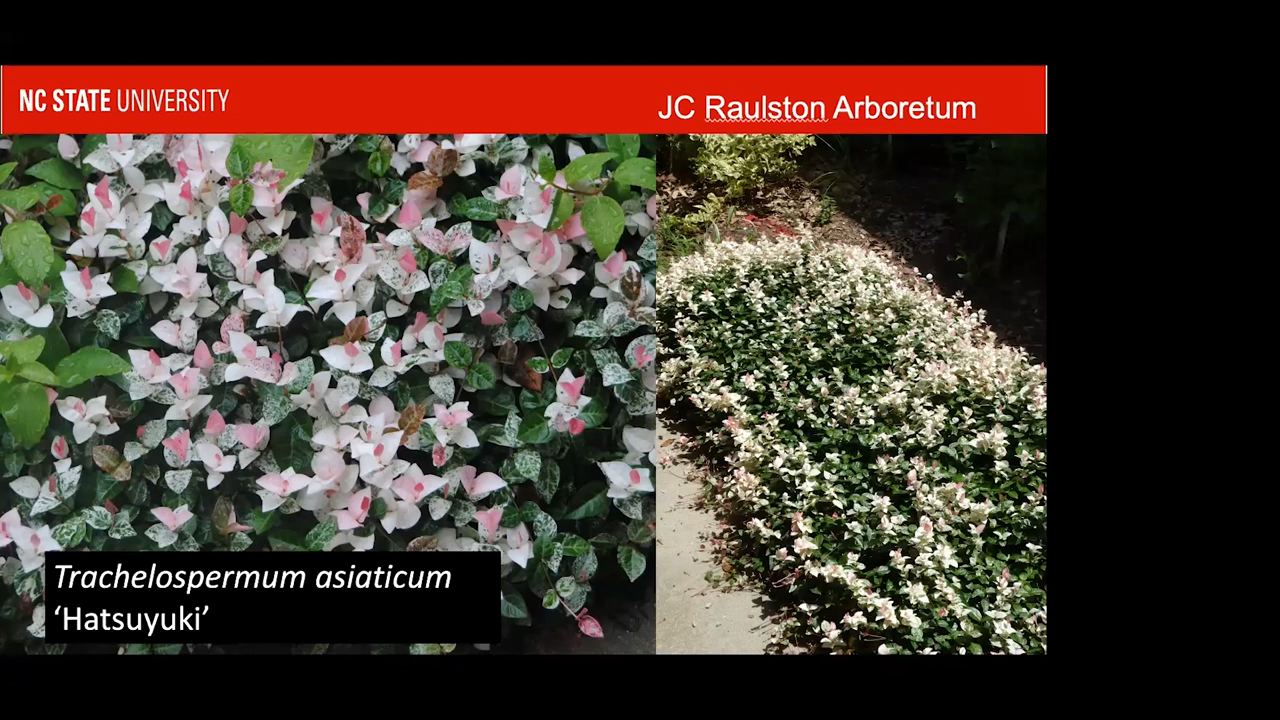 NC STATE UNIVERSITY
JC Raulston Arboretum
Trachelospermum asiaticum
‘Hatsuyuki’